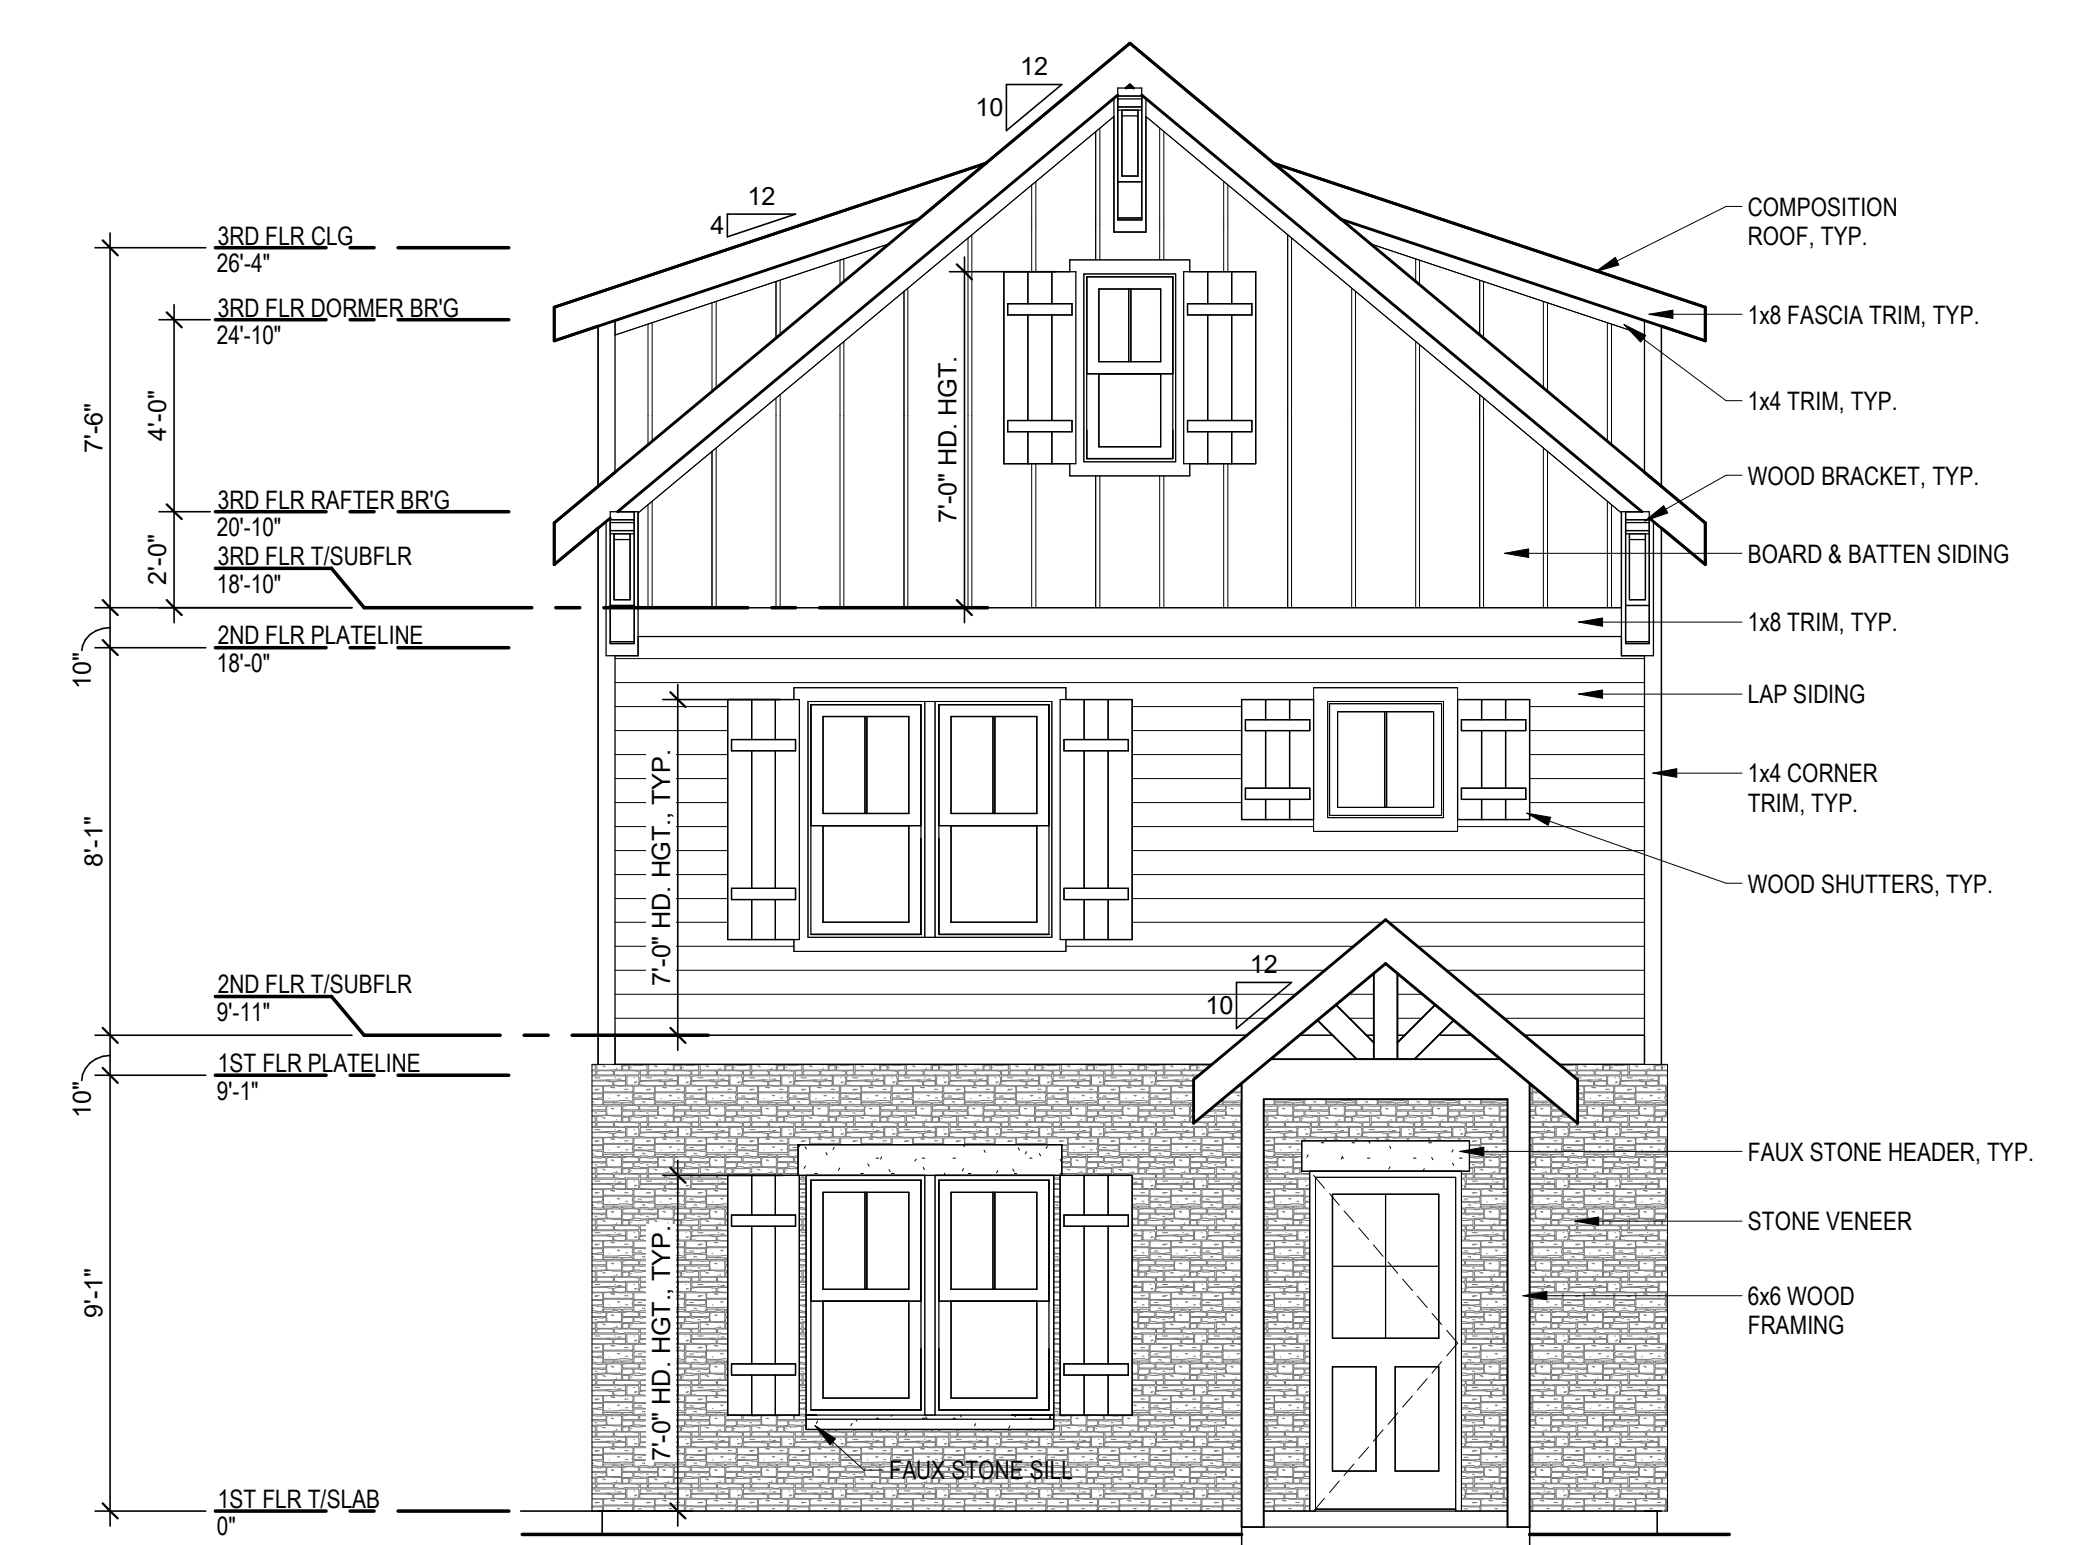 12
10
12
4
3RD FLR CLG
26'-4"
3RD FLR DORMER BR'G
24'-10"
7'-6"
4'-0"
3RD FLR RAFTER BR'G
20'-10"
2'-0"
3RD FLR T/SUBFLR
18'-10"
2ND FLR PLATELINE
18'-0"
10"
8'-1"
2ND FLR T/SUBFLR
9'-11"
1ST FLR PLATELINE
9'-1"
10"
9'-1"
1ST FLR T/SLAB
0"
7'-0" HD. HGT.
7'-0" HD. HGT., TYP.
12
10
7'-0" HD. HGT., TYP.
FAUX STONE SILL
COMPOSITION
ROOF, TYP.
1x8 FASCIA TRIM, TYP.
1x4 TRIM, TYP.
WOOD BRACKET, TYP.
BOARD & BATTEN SIDING
1x8 TRIM, TYP.
LAP SIDING
1x4 CORNER
TRIM, TYP.
WOOD SHUTTERS, TYP.
FAUX STONE HEADER, TYP.
STONE VENEER
6x6 WOOD
FRAMING